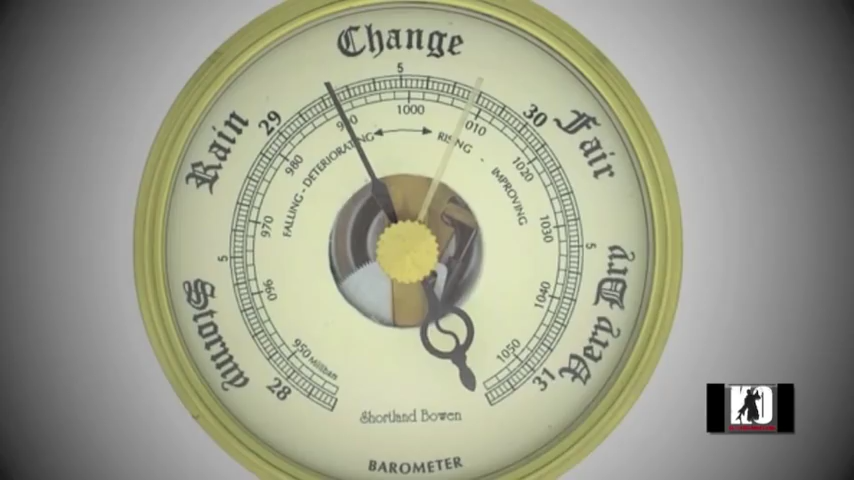 Change
Rain
Fair
Stormy
Very Dry
28
5
29
5
30
5
31
950 Millibars
960
970
980
990
1000
1010
1020
1030
1040
1050
FALLING - DETERIORATING
RISING - IMPROVING
Shortland Bowen
BAROMETER